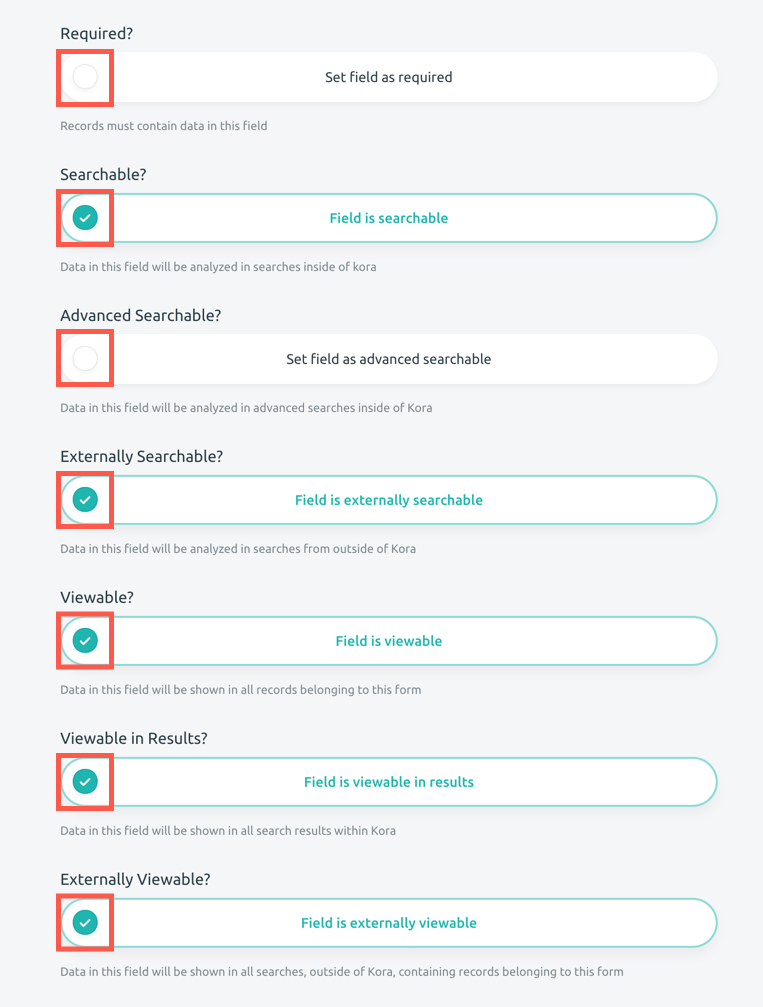 Required?
Set field as required
Records must contain data in this field
Searchable?
Field is searchable
Data in this field will be analyzed in searches inside of kora
Advanced Searchable?
Set field as advanced searchable
Data in this field will be analyzed in advanced searches inside of Kora
Externally Searchable?
Field is externally searchable
Data in this field will be analyzed in searches from outside of Kora
Viewable?
Field is viewable
Data in this field will be shown in all records belonging to this form
Viewable in Results?
Field is viewable in results
Data in this field will be shown in all search results within Kora
Externally Viewable?
Field is externally viewable
Data in this field will be shown in all searches, outside of Kora, containing records belonging to this form